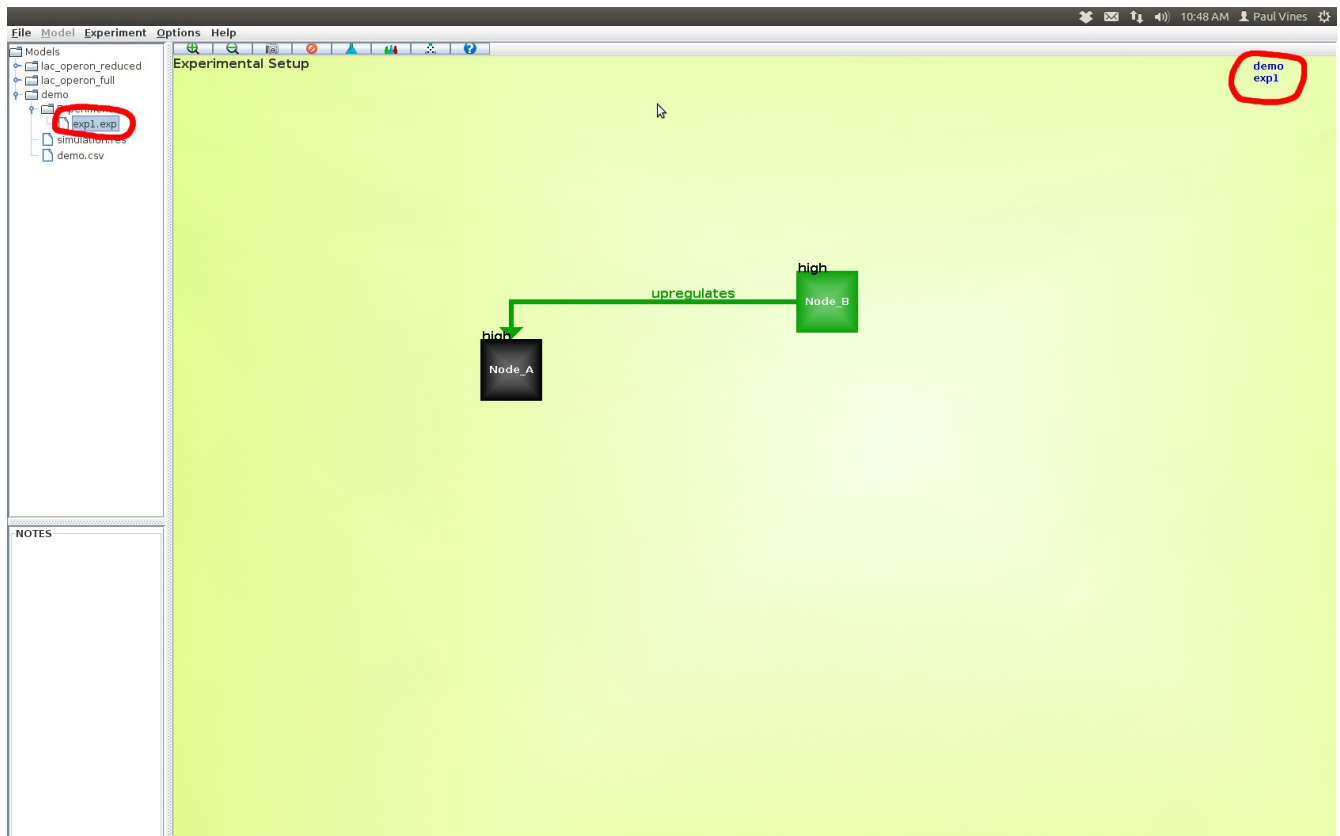 10:48 AM Paul Vines
File Model Experiment Options Help
Models
lac_operon_reduced
lac_operon_full
demo
exp1.exp
simulation.res
demo.csv
NOTES
Experimental Setup
demo
exp1
high
upregulates
Node_B
high
Node_A